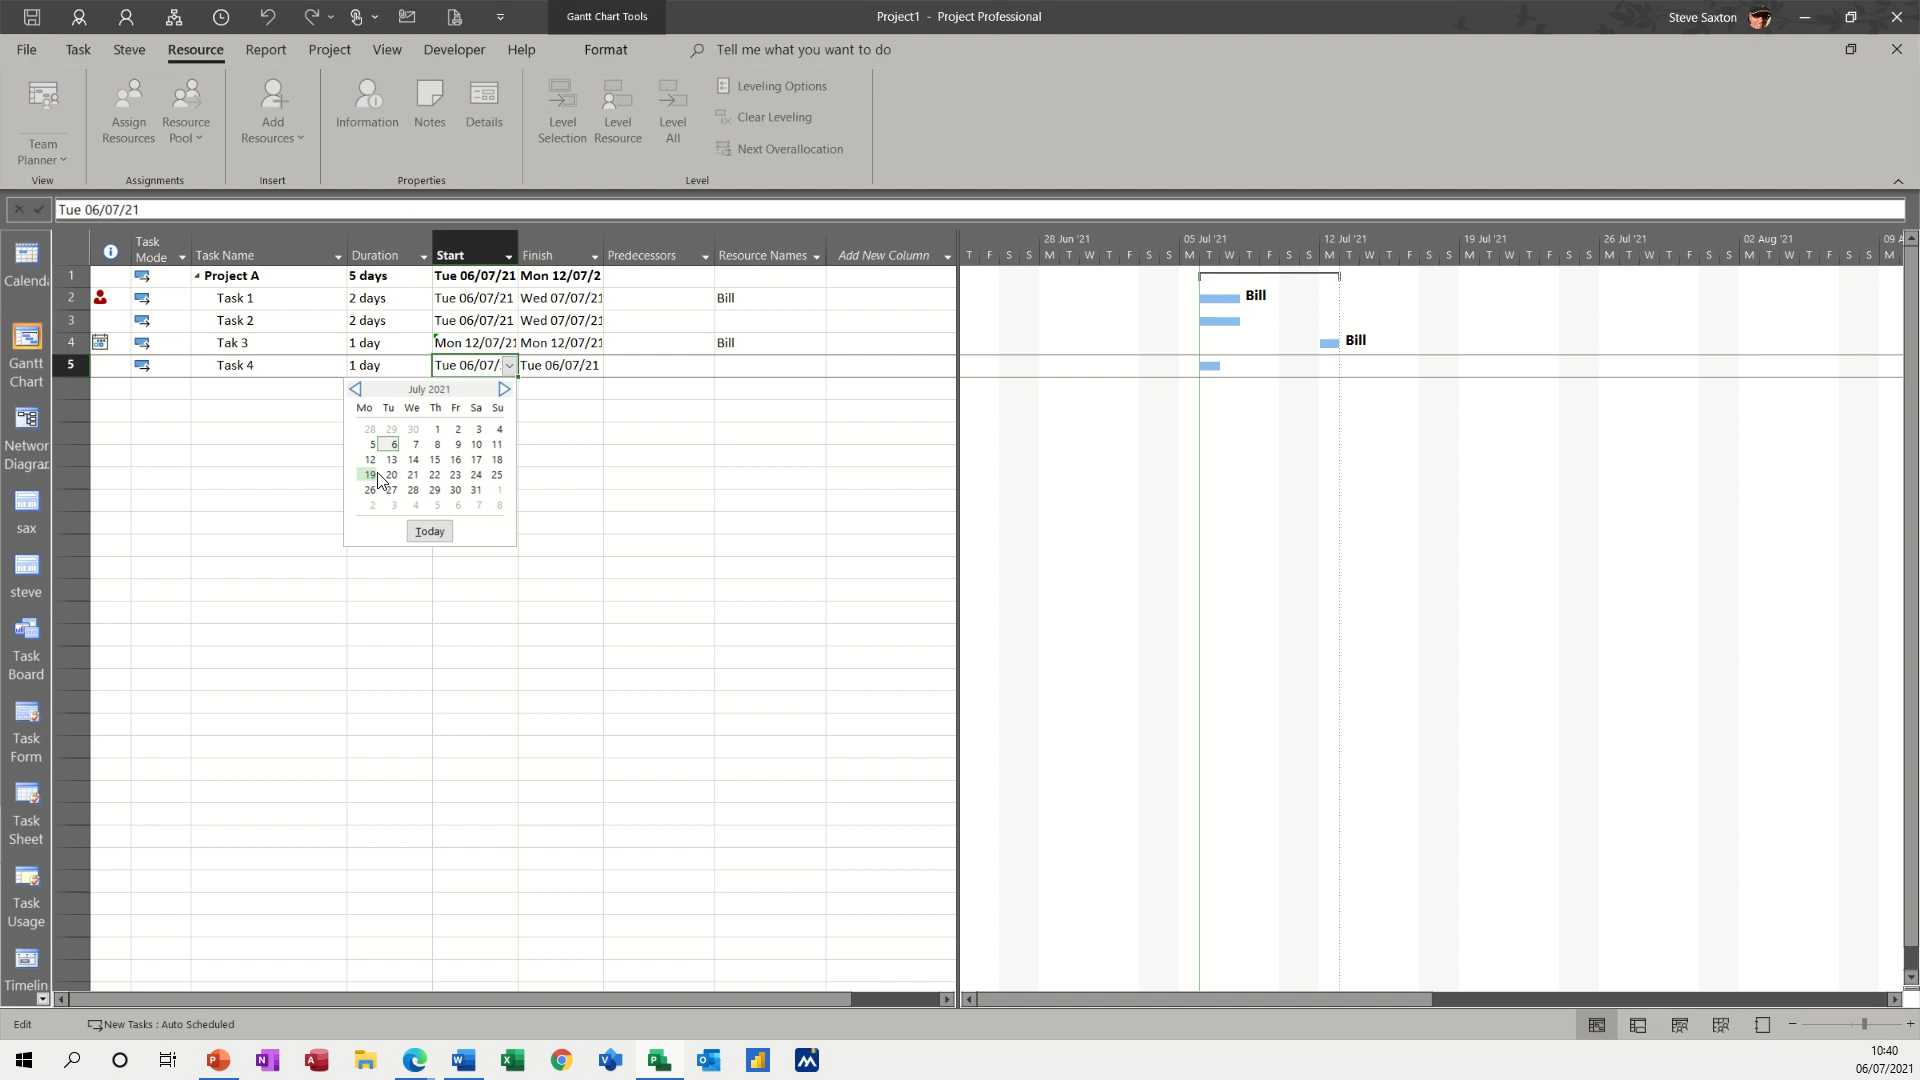 Gantt Chart Tools
Project1 - Project Professional
Steve Saxton
File Task Steve Resource Report Project View Developer Help Format Tell me what you want to do
Team Planner
Assign Resources
Resource Pool
Add Resources
Information
Notes
Details
Level Selection
Level Resource
Level All
Leveling Options
Clear Leveling
Next Overallocation
View Assignments Insert Properties Level
Tue 06/07/21
Task Mode Task Name Duration Start Finish Predecessors Resource Names Add New Column
1 Project A 5 days Tue 06/07/21 Mon 12/07/2
2 Task 1 2 days Tue 06/07/21 Wed 07/07/21 Bill
3 Task 2 2 days Tue 06/07/21 Wed 07/07/21
4 Tak 3 1 day Mon 12/07/21 Mon 12/07/21 Bill
5 Task 4 1 day Tue 06/07/ Tue 06/07/21
July 2021
Mo Tu We Th Fr Sa Su
28 29 30 1 2 3 4
5 6 7 8 9 10 11
12 13 14 15 16 17 18
19 20 21 22 23 24 25
26 27 28 29 30 31 1
2 3 4 5 6 7 8
Today
28 Jun '21 05 Jul '21 12 Jul '21 19 Jul '21 26 Jul '21 02 Aug '21 09 A
T F S S M T W T F S S M T W T F S S M T W T F S S M T W T F S S M T W T F S S M T W T F S S M
Bill
Bill
Calenda
Gantt Chart
Networ Diagrar
sax
steve
Task Board
Task Form
Task Sheet
Task Usage
Timelin
Edit New Tasks : Auto Scheduled
10:40
06/07/2021